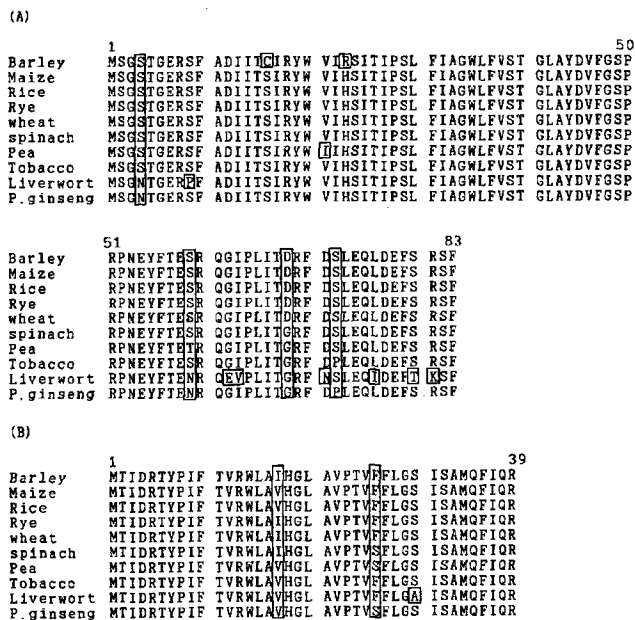 (A)
1 50
Barley MSGSTGERSF ADIITCIRYW VIRSITIPSL FIAGWLFVST GLAYDVFGSP
Maize MSGSTGERSF ADIITSIRYW VIHSITIPSL FIAGWLFVST GLAYDVFGSP
Rice MSGSTGERSF ADIITSIRYW VIHSITIPSL FIAGWLFVST GLAYDVFGSP
Rye MSGSTGERSF ADIITSIRYW VIHSITIPSL FIAGWLFVST GLAYDVFGSP
wheat MSGSTGERSF ADIITSIRYW VIHSITIPSL FIAGWLFVST GLAYDVFGSP
spinach MSGSTGERSF ADIITSIRYW VIHSITIPSL FIAGWLFVST GLAYDVFGSP
Pea MSGSTGERSF ADIITSIRYW IIHSITIPSL FIAGWLFVST GLAYDVFGSP
Tobacco MSGSTGERSF ADIITSIRYW VIHSITIPSL FIAGWLFVST GLAYDVFGSP
Liverwort MSGNTGERPF ADIITSIRYW VIHSITIPSL FIAGWLFVST GLAYDVFGSP
P.ginseng MSGNTGERSF ADIITSIRYW VIHSITIPSL FIAGWLFVST GLAYDVFGSP
51 83
Barley RPNEYFTESR QGIPLITDRF DSLEQLDEFS RSF
Maize RPNEYFTESR QGIPLITDRF DSLEQLDEFS RSF
Rice RPNEYFTESR QGIPLITDRF DSLEQLDEFS RSF
Rye RPNEYFTESR QGIPLITDRF DSLEQLDEFS RSF
wheat RPNEYFTESR QGIPLITDRF DSLEQLDEFS RSF
spinach RPNEYFTESR QGIPLITGRF DSLEQLDEFS RSF
Pea RPNEYFTETR QGIPLITGRF DSLEQLDEFS RSF
Tobacco RPNEYFTESR QGIPLITGRF DPLEQLDEFS RSF
Liverwort RPNEYFTENR QEVPLITGRF NSLEQIDEFT KSF
P.ginseng RPNEYFTENR QGIPLITGRF DPLEQLDEFS RSF
(B)
1 39
Barley MTIDRTYPIF TVRWLAIHGL AVPTVFFLGS ISAMQFIQR
Maize MTIDRTYPIF TVRWLAVHGL AVPTVFFLGS ISAMQFIQR
Rice MTIDRTYPIF TVRWLAVHGL AVPTVFFLGS ISAMQFIQR
Rye MTIDRTYPIF TVRWLAIHGL AVPTVFFLGS ISAMQFIQR
wheat MTIDRTYPIF TVRWLAIHGL AVPTVFFLGS ISAMQFIQR
spinach MTIDRTYPIF TVRWLAIHGL AVPTVSFLGS ISAMQFIQR
Pea MTIDRTYPIF TVRWLAVHGL AVPTVSFLGS ISAMQFIQR
Tobacco MTIDRTYPIF TVRWLAVHGL AVPTVFFLGS ISAMQFIQR
Liverwort MTIDRTYPIF TVRWLAVHGL AVPTVFFLGA ISAMQFIQR
P.ginseng MTIDRTYPIF TVRWLAVHGL AVPTVSFLGS ISAMQFIQR